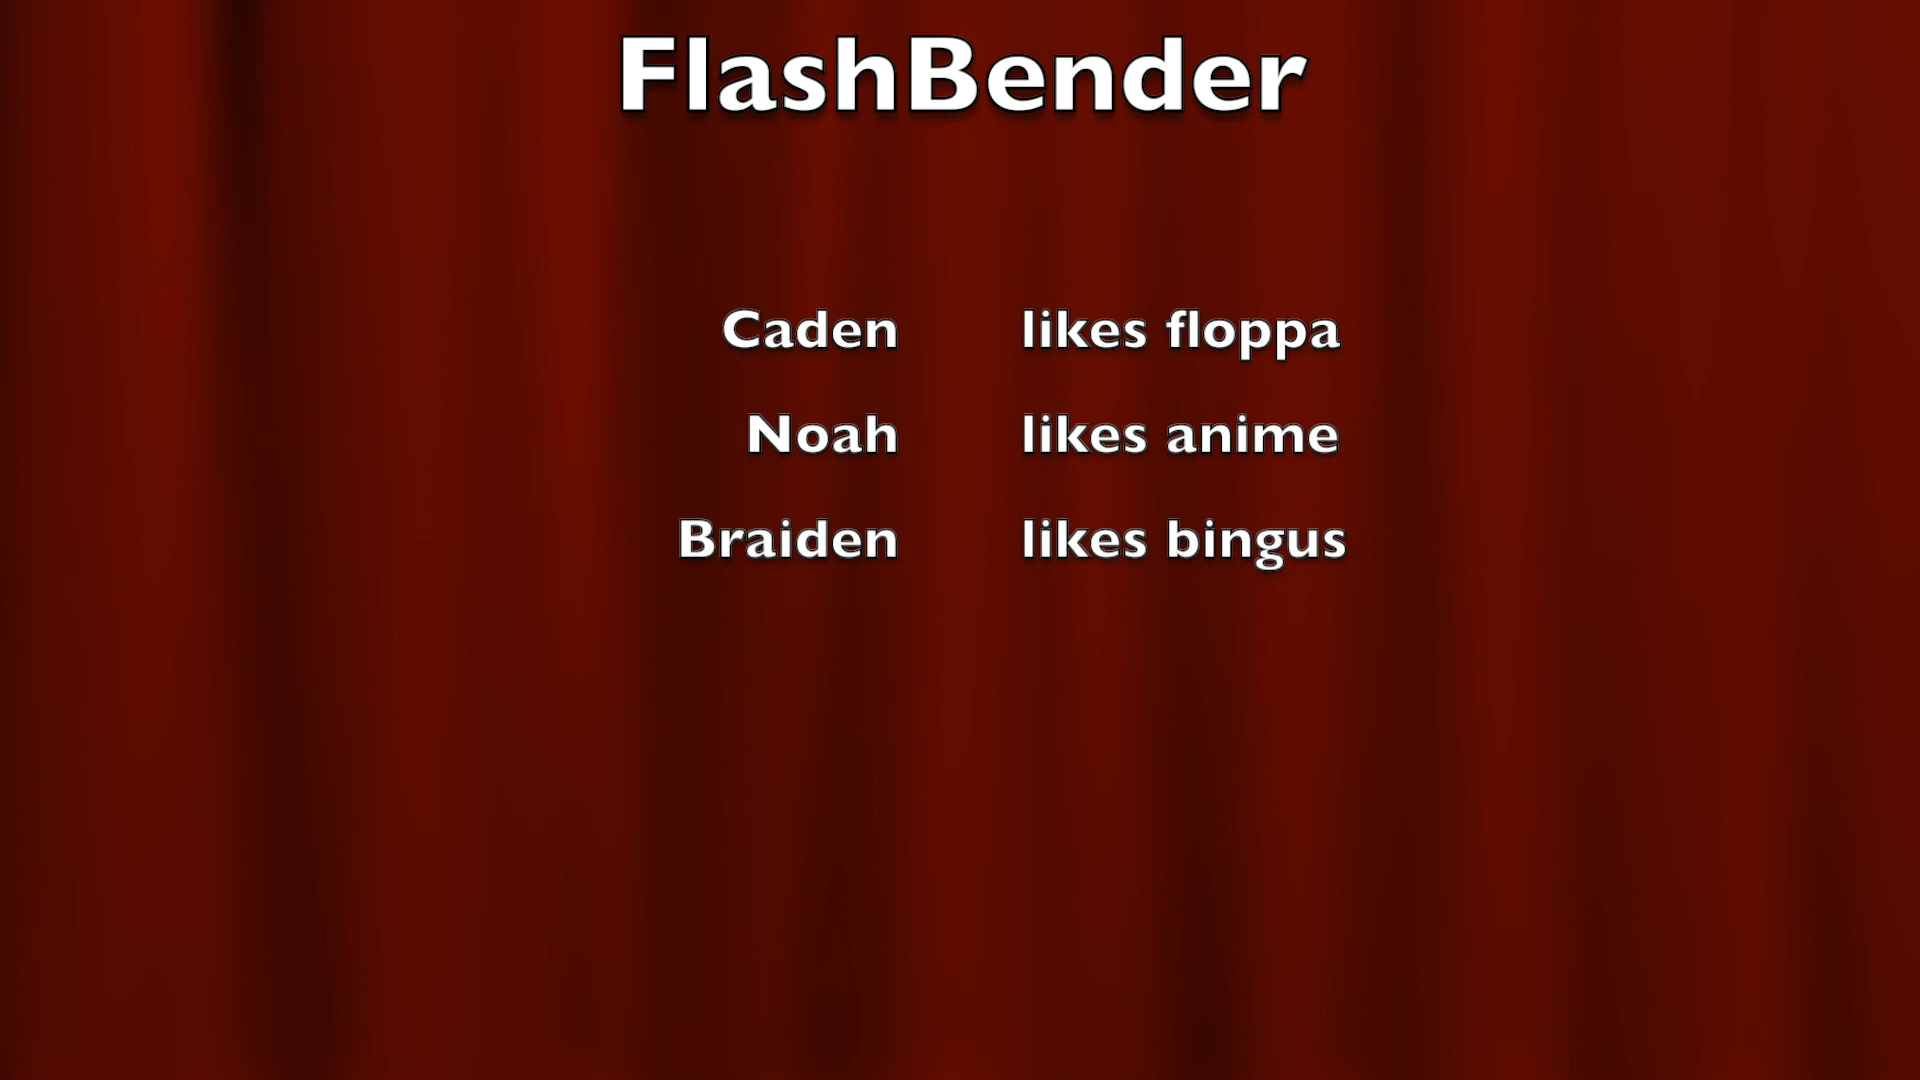 FlashBender
Caden likes floppa
Noah likes anime
Braiden likes bingus